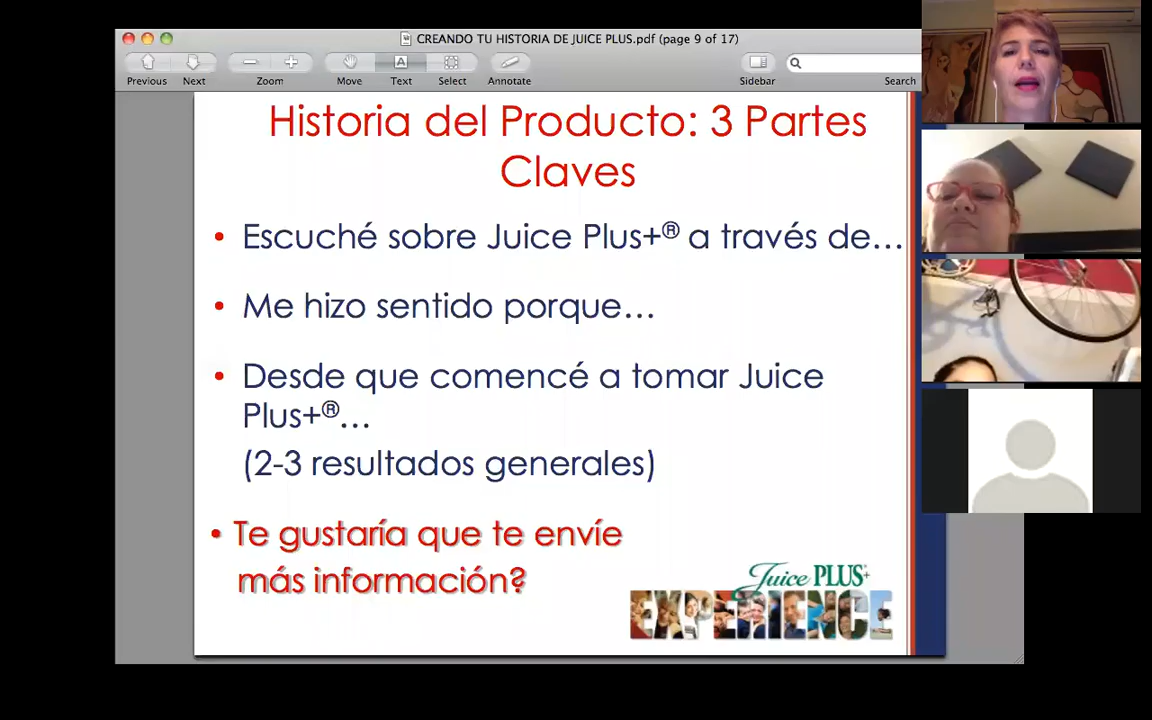 CREANDO TU HISTORIA DE JUICE PLUS.pdf (page 9 of 17)
Previous Next Zoom Move Text Select Annotate Sidebar Search
Historia del Producto: 3 Partes
Claves
• Escuché sobre Juice Plus+® a través de...
• Me hizo sentido porque...
• Desde que comencé a tomar Juice
Plus+®...
(2-3 resultados generales)
• Te gustaría que te envíe
más información?
Juice PLUS+
EXPERIENCE